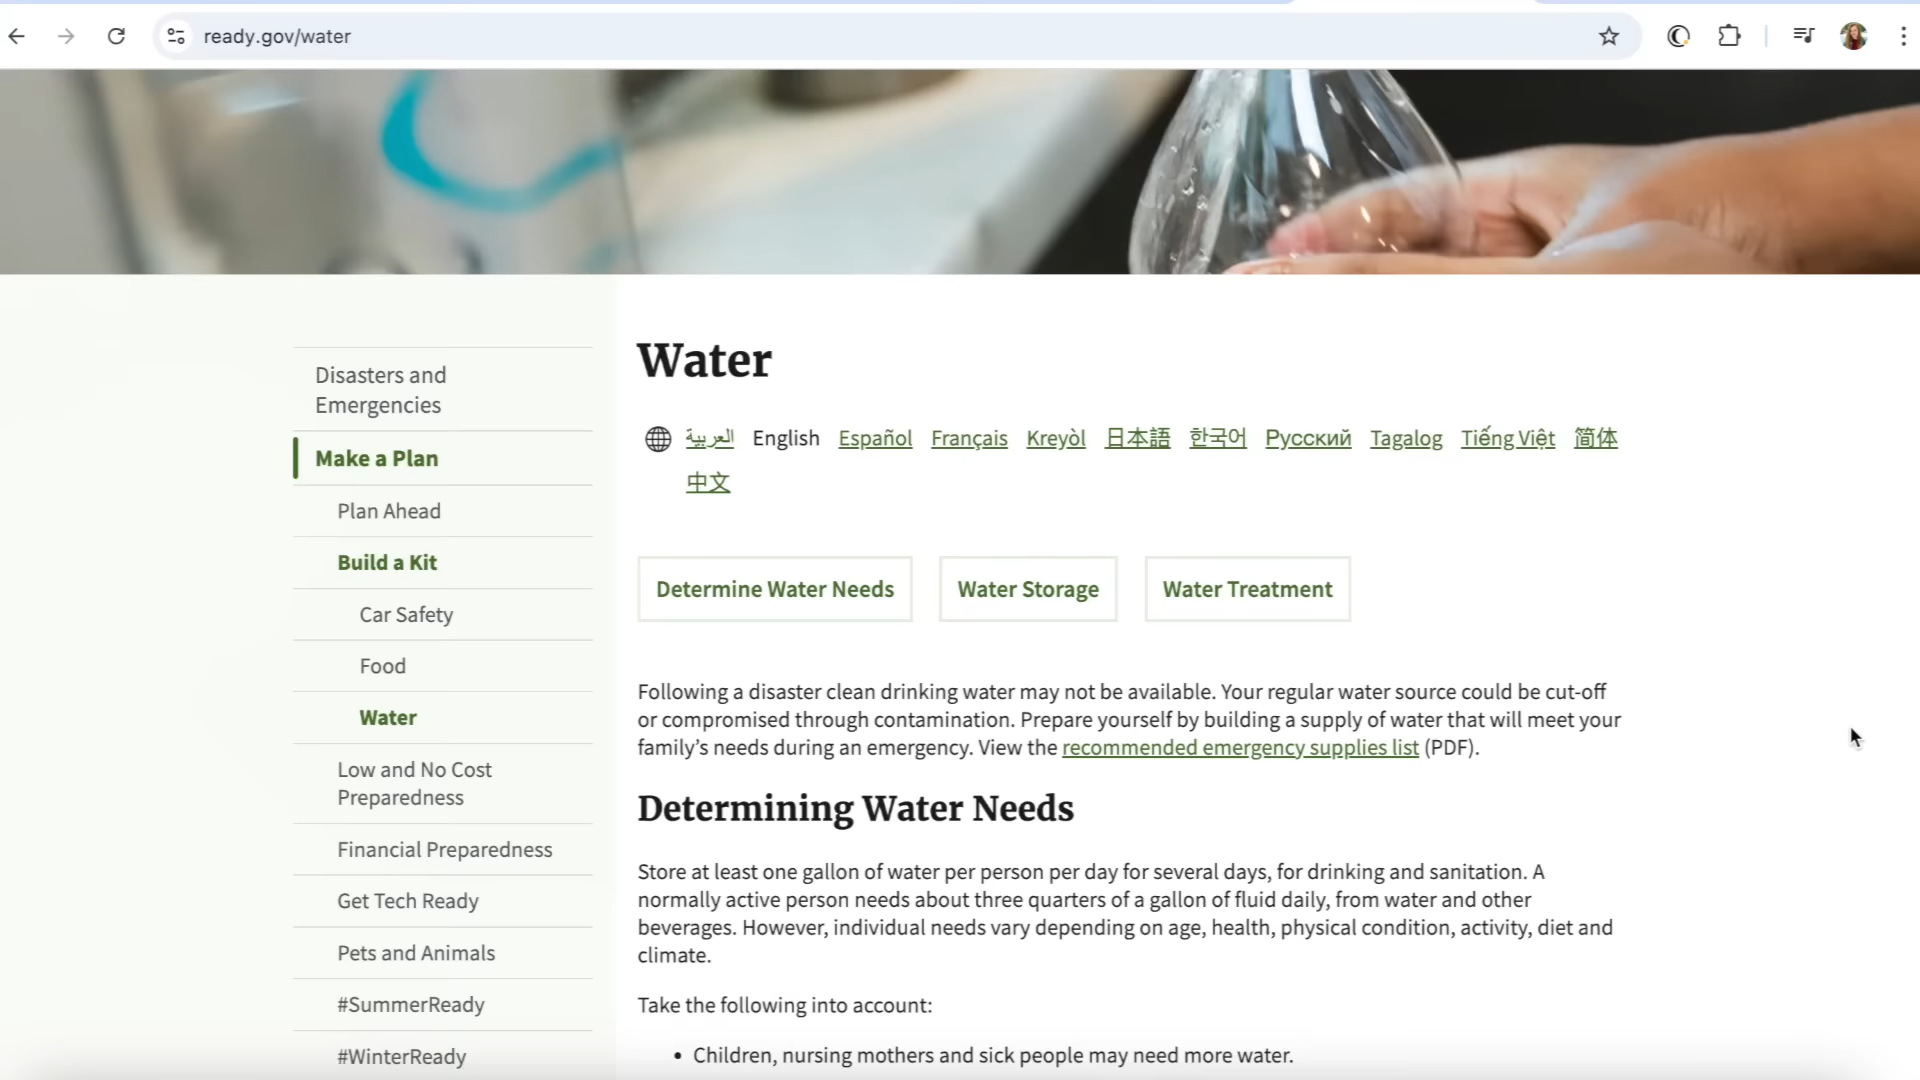 ready.gov/water
Disasters and
Emergencies
Make a Plan
Plan Ahead
Build a Kit
Car Safety
Food
Water
Low and No Cost
Preparedness
Financial Preparedness
Get Tech Ready
Pets and Animals
#SummerReady
#WinterReady
Water
العربية English Español Français Kreyòl 日本語 한국어 Русский Tagalog Tiếng Việt 简体
中文
Determine Water Needs Water Storage Water Treatment
Following a disaster clean drinking water may not be available. Your regular water source could be cut-off
or compromised through contamination. Prepare yourself by building a supply of water that will meet your
family’s needs during an emergency. View the recommended emergency supplies list (PDF).
Determining Water Needs
Store at least one gallon of water per person per day for several days, for drinking and sanitation. A
normally active person needs about three quarters of a gallon of fluid daily, from water and other
beverages. However, individual needs vary depending on age, health, physical condition, activity, diet and
climate.
Take the following into account:
• Children, nursing mothers and sick people may need more water.